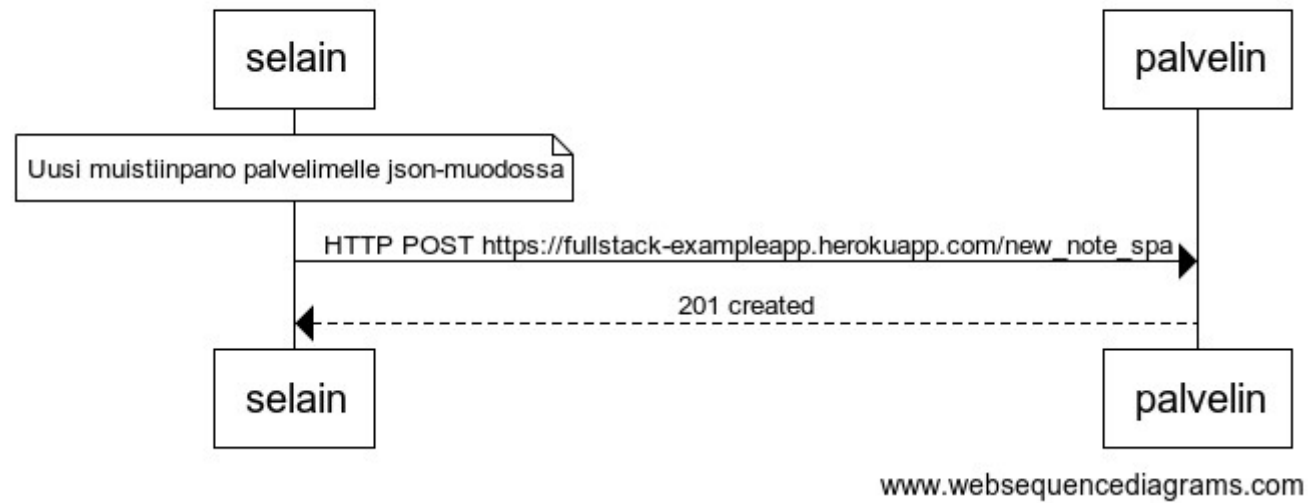 selain
palvelin
Uusi muistiinpano palvelimelle json-muodossa
HTTP POST https://fullstack-exampleapp.herokuapp.com/new_note_spa
201 created
selain
palvelin
www.websequencediagrams.com